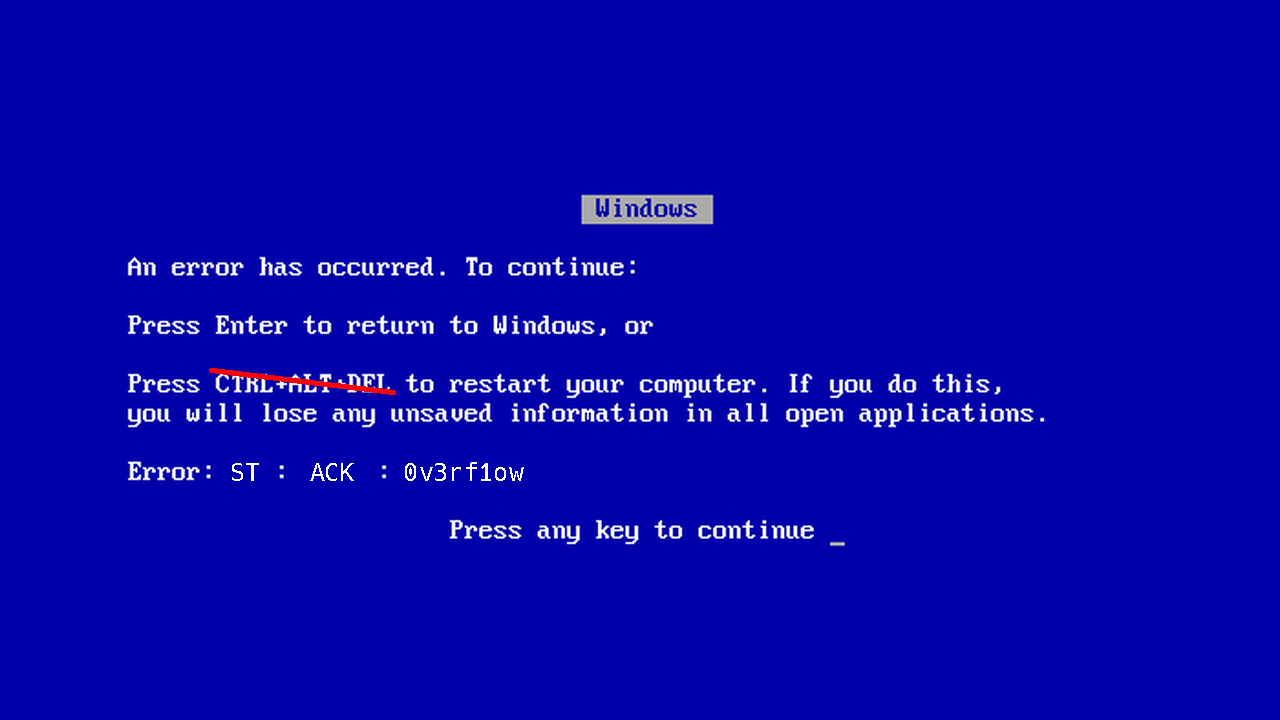 Windows
An error has occurred. To continue:
Press Enter to return to Windows, or
Press CTRL+ALT+DEL to restart your computer. If you do this,
you will lose any unsaved information in all open applications.
Error: ST : ACK : 0v3rf1ow
Press any key to continue _